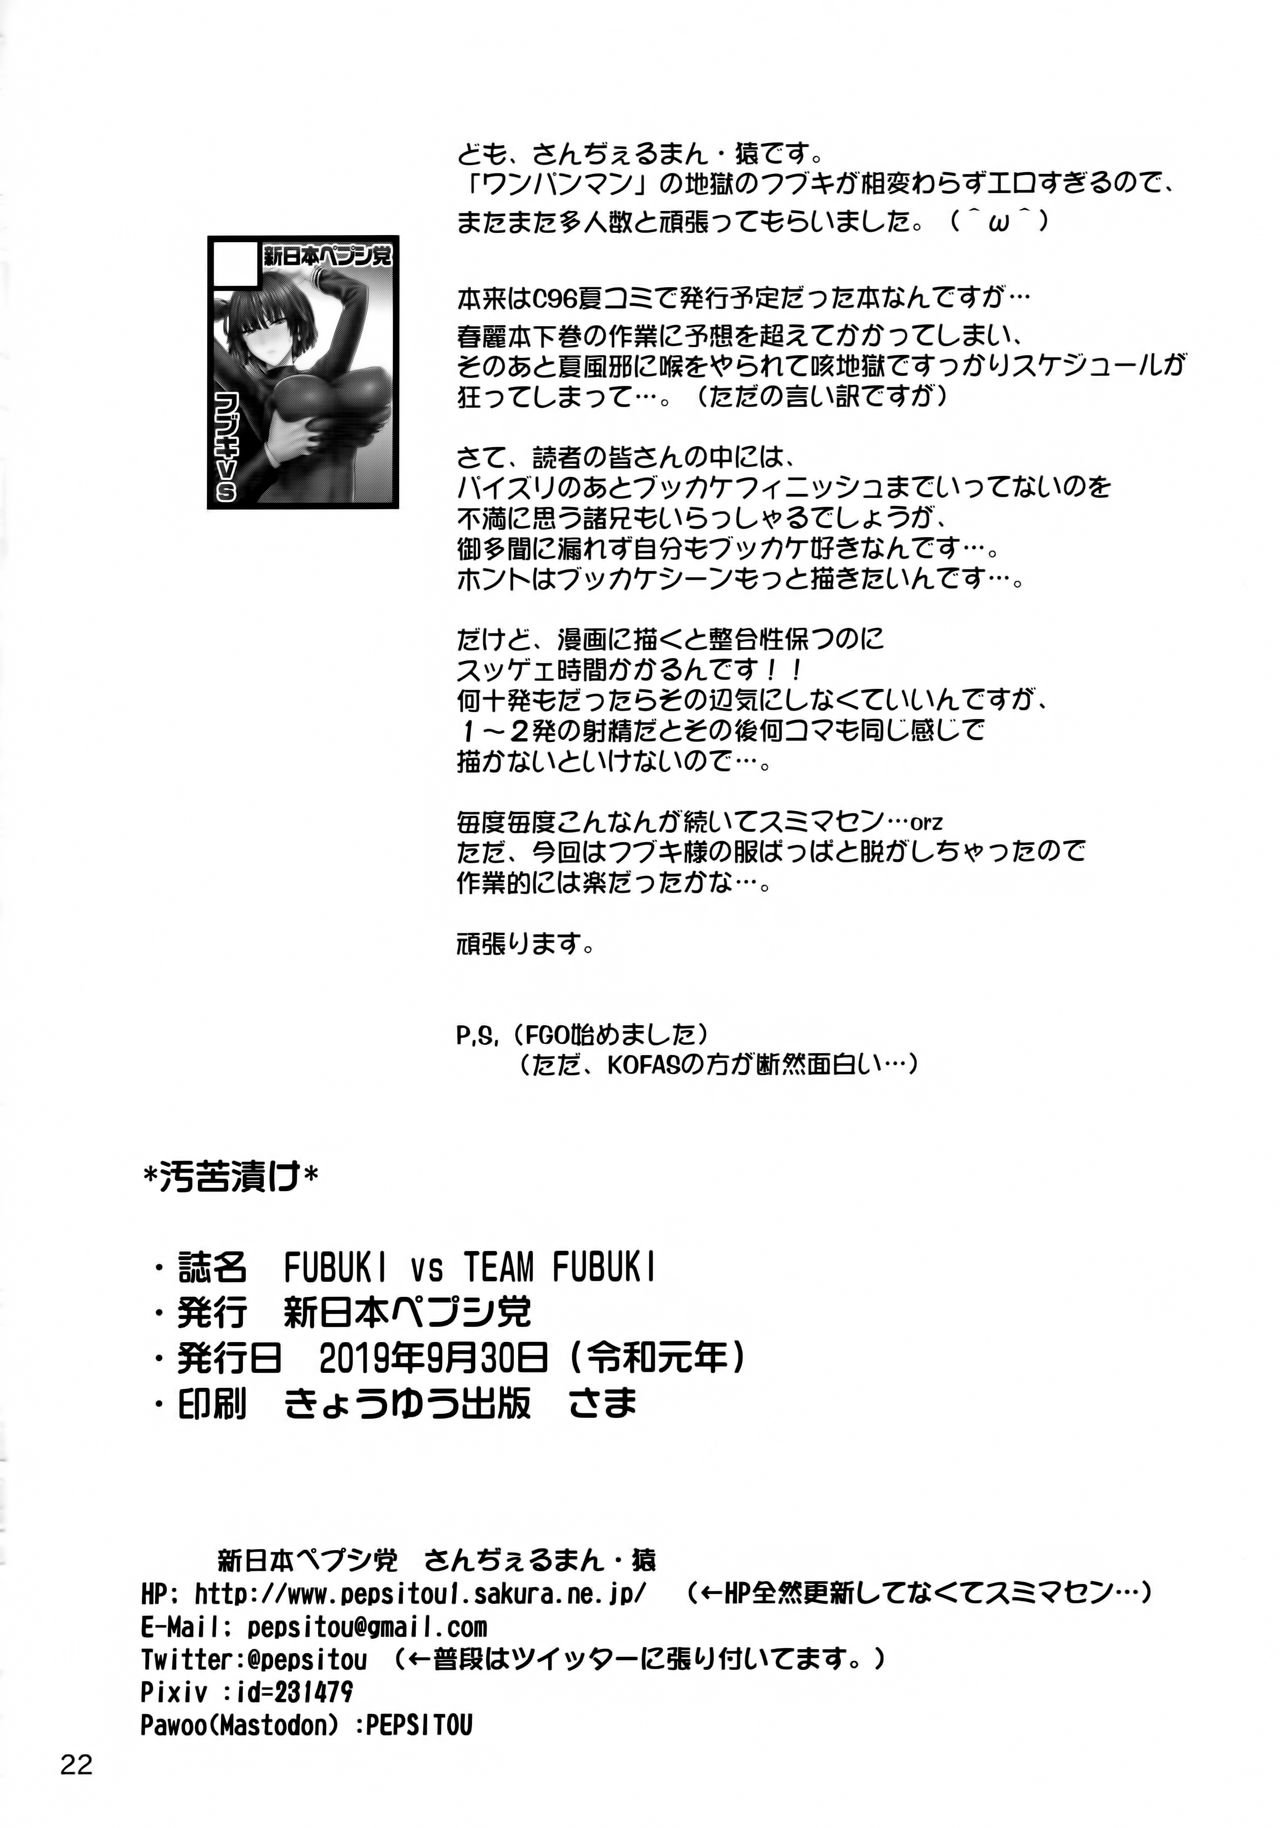 新日本ペプシ党
フブキvs
ども、さんぢぇるまん・猿です。
「ワンパンマン」の地獄のフブキが相変わらずエロすぎるので、
またまた多人数と頑張ってもらいました。（＾ω＾）
本来はC96夏コミで発行予定だった本なんですが…
春麗本下巻の作業に予想を超えてかかってしまい、
そのあと夏風邪に喉をやられて咳地獄ですっかりスケジュールが
狂ってしまって…。（ただの言い訳ですが）
さて、読者の皆さんの中には、
パイズリのあとブッカケフィニッシュまでいってないのを
不満に思う諸兄もいらっしゃるでしょうが、
御多聞に漏れず自分もブッカケ好きなんです…。
ホントはブッカケシーンもっと描きたいんです…。
だけど、漫画に描くと整合性保つのに
スッゲェ時間かかるんです！！
何十発もだったらその辺気にしなくていいんですが、
１～２発の射精だとその後何コマも同じ感じで
描かないといけないので…。
毎度毎度こんなんが続いてスミマセン…orz
ただ、今回はフブキ様の服ぱっぱと脱がしちゃったので
作業的には楽だったかな…。
頑張ります。
P,S,（FGO始めました）
（ただ、KOFASの方が断然面白い…）
*汚苦漬け*
・誌名　FUBUKI vs TEAM FUBUKI
・発行　新日本ペプシ党
・発行日　2019年9月30日（令和元年）
・印刷　きょうゆう出版　さま
新日本ペプシ党　さんぢぇるまん・猿
HP; http://www.pepsitou1.sakura.ne.jp/　（←HP全然更新してなくてスミマセン…）
E-Mail; pepsitou@gmail.com
Twitter:@pepsitou　（←普段はツイッターに張り付いてます。）
Pixiv :id=231479
Pawoo(Mastodon) :PEPSITOU
22